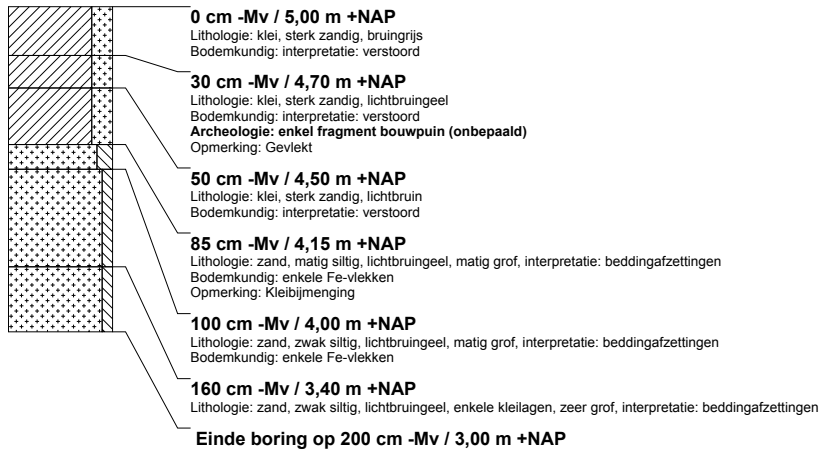 0 cm -Mv / 5,00 m +NAP
Lithologie: klei, sterk zandig, bruingrijs
Bodemkundig: interpretatie: verstoord
30 cm -Mv / 4,70 m +NAP
Lithologie: klei, sterk zandig, lichtbruingeel
Bodemkundig: interpretatie: verstoord
Archeologie: enkel fragment bouwpuin (onbepaald)
Opmerking: Gevlekt
50 cm -Mv / 4,50 m +NAP
Lithologie: klei, sterk zandig, lichtbruin
Bodemkundig: interpretatie: verstoord
85 cm -Mv / 4,15 m +NAP
Lithologie: zand, matig siltig, lichtbruingeel, matig grof, interpretatie: beddingafzettingen
Bodemkundig: enkele Fe-vlekken
Opmerking: Kleibijmenging
100 cm -Mv / 4,00 m +NAP
Lithologie: zand, zwak siltig, lichtbruingeel, matig grof, interpretatie: beddingafzettingen
Bodemkundig: enkele Fe-vlekken
160 cm -Mv / 3,40 m +NAP
Lithologie: zand, zwak siltig, lichtbruingeel, enkele kleilagen, zeer grof, interpretatie: beddingafzettingen
Einde boring op 200 cm -Mv / 3,00 m +NAP